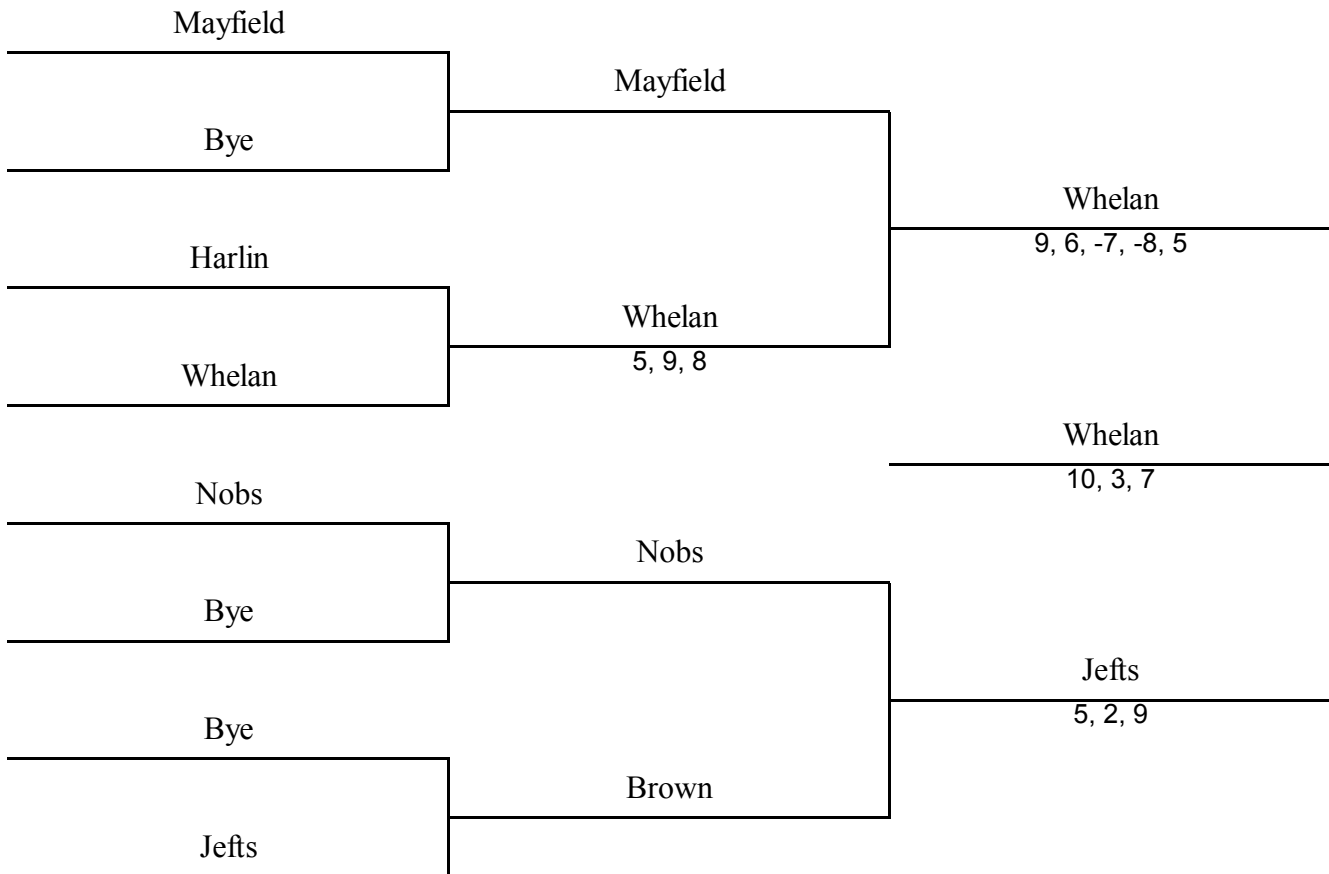 Mayfield
Bye
Harlin
Whelan
Nobs
Bye
Bye
Jefts
Mayfield
Whelan
5, 9, 8
Nobs
Brown
Whelan
9, 6, -7, -8, 5
Whelan
10, 3, 7
Jefts
5, 2, 9